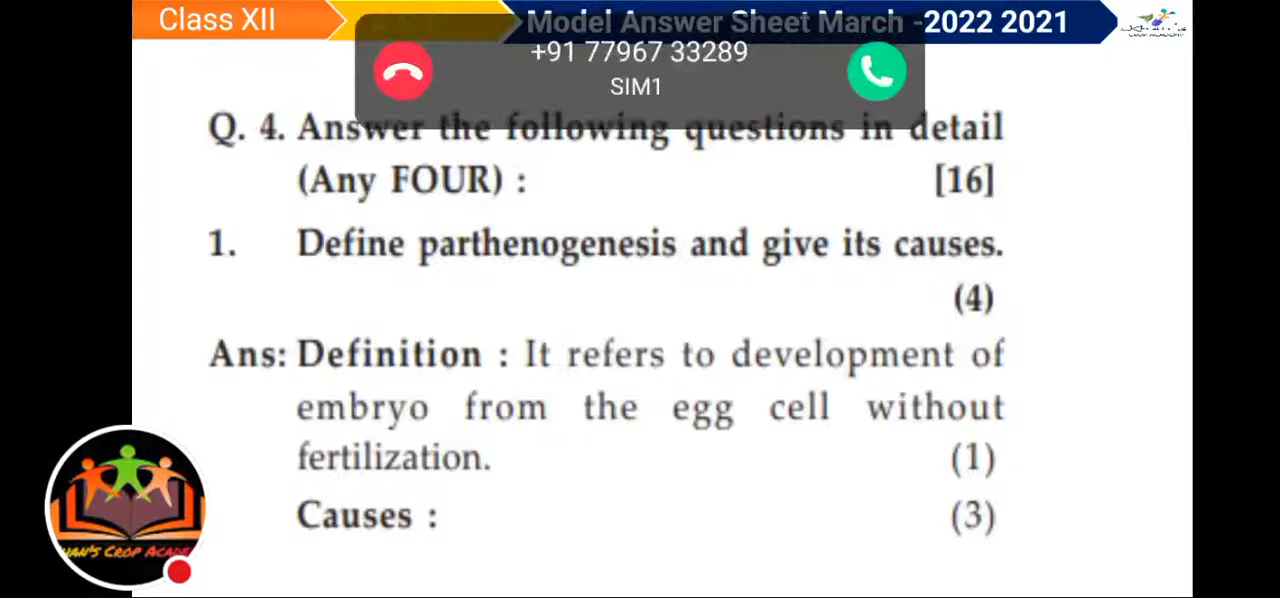 Class XII
Model Answer Sheet March -2022 2021
+91 77967 33289
SIM1
Q. 4. Answer the following questions in detail
(Any FOUR) : [16]
1. Define parthenogenesis and give its causes.
(4)
Ans: Definition : It refers to development of
embryo from the egg cell without
fertilization. (1)
Causes : (3)
CROP ACADEMY